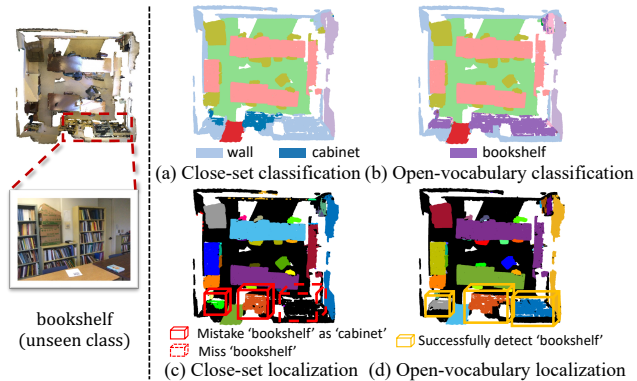 wall
cabinet
bookshelf
(a) Close-set classification
(b) Open-vocabulary classification
bookshelf
(unseen class)
Mistake 'bookshelf' as 'cabinet'
Miss 'bookshelf'
Successfully detect 'bookshelf'
(c) Close-set localization
(d) Open-vocabulary localization